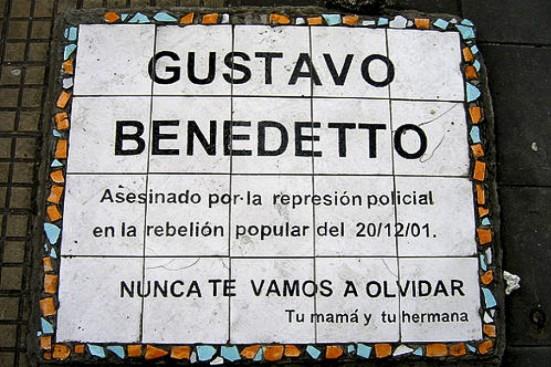 GUSTAVO
BENEDETTO
Asesinado por la represión policial
en la rebelión popular del 20/12/01.
NUNCA TE VAMOS A OLVIDAR
Tu mamá y tu hermana